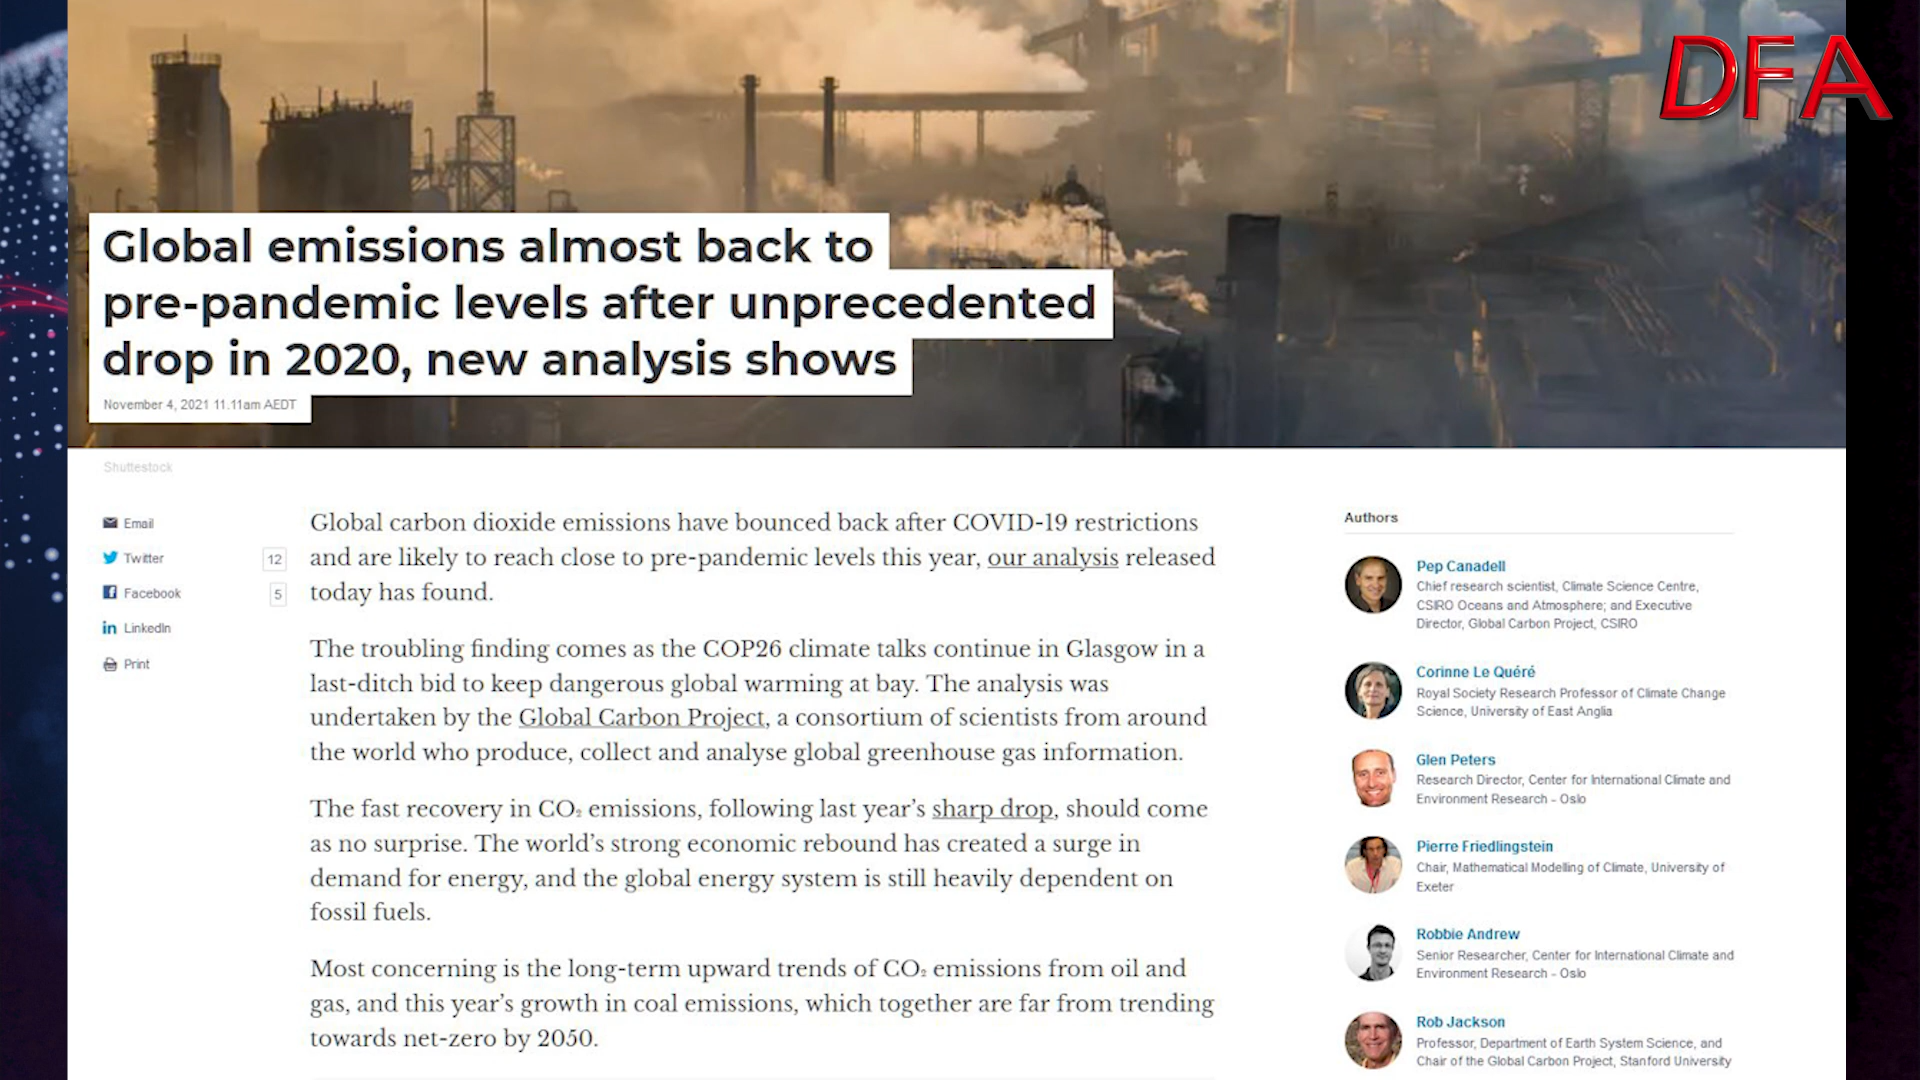 DFA
Global emissions almost back to
pre-pandemic levels after unprecedented
drop in 2020, new analysis shows
November 4, 2021 11.11am AEDT
Shuttestock
Email
Twitter
12
Facebook
5
LinkedIn
Print
Global carbon dioxide emissions have bounced back after COVID-19 restrictions
and are likely to reach close to pre-pandemic levels this year, our analysis released
today has found.
The troubling finding comes as the COP26 climate talks continue in Glasgow in a
last-ditch bid to keep dangerous global warming at bay. The analysis was
undertaken by the Global Carbon Project, a consortium of scientists from around
the world who produce, collect and analyse global greenhouse gas information.
The fast recovery in CO₂ emissions, following last year’s sharp drop, should come
as no surprise. The world’s strong economic rebound has created a surge in
demand for energy, and the global energy system is still heavily dependent on
fossil fuels.
Most concerning is the long-term upward trends of CO₂ emissions from oil and
gas, and this year’s growth in coal emissions, which together are far from trending
towards net-zero by 2050.
Authors
Pep Canadell
Chief research scientist, Climate Science Centre,
CSIRO Oceans and Atmosphere; and Executive
Director, Global Carbon Project, CSIRO
Corinne Le Quéré
Royal Society Research Professor of Climate Change
Science, University of East Anglia
Glen Peters
Research Director, Center for International Climate and
Environment Research - Oslo
Pierre Friedlingstein
Chair, Mathematical Modelling of Climate, University of
Exeter
Robbie Andrew
Senior Researcher, Center for International Climate and
Environment Research - Oslo
Rob Jackson
Professor, Department of Earth System Science, and
Chair of the Global Carbon Project, Stanford University